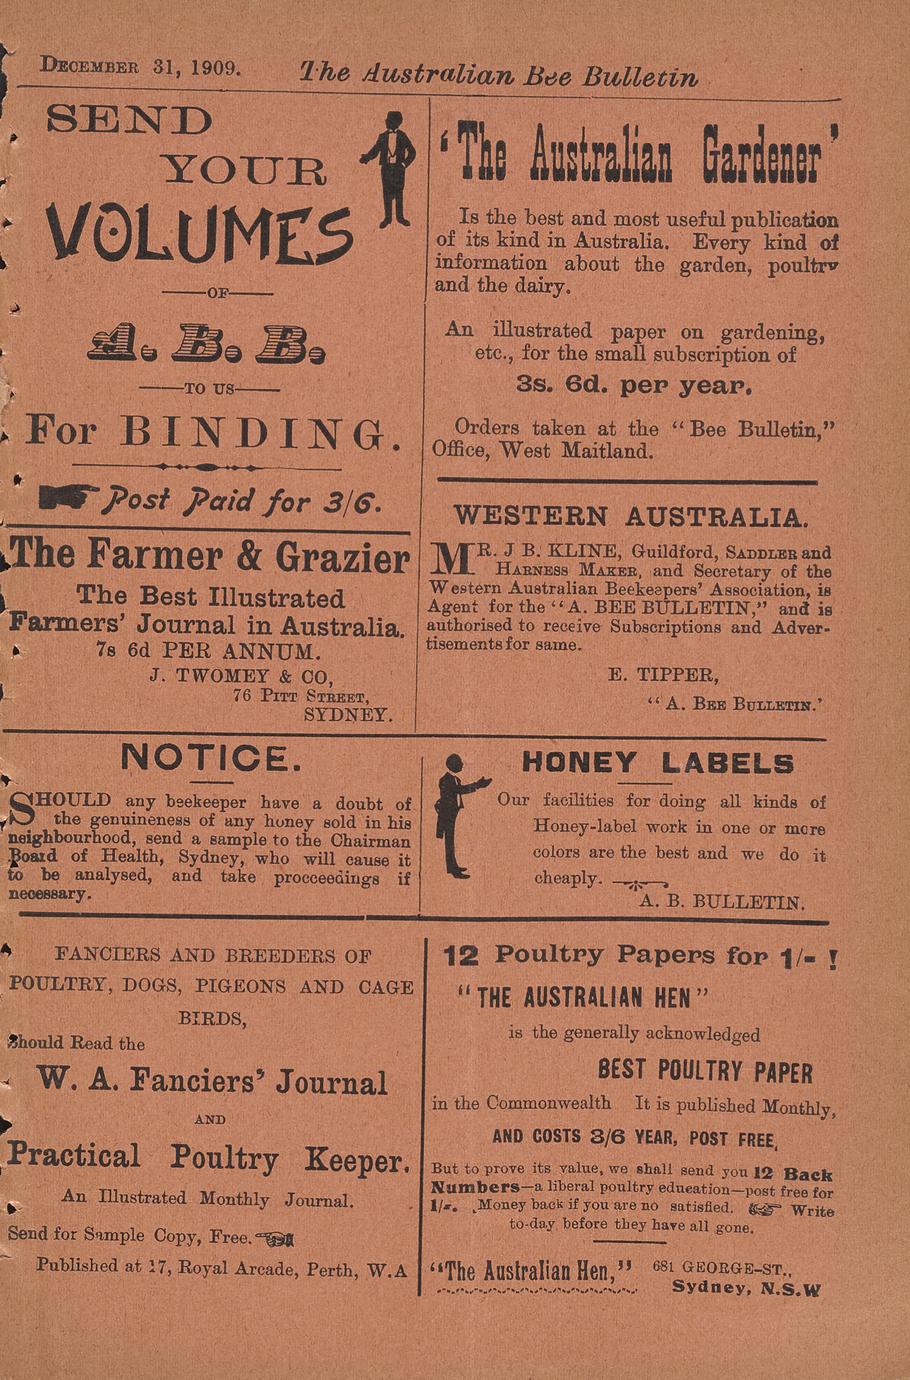 DECEMBER 31, 1909. The Australian Bee Bulletin
SEND
YOUR
VOLUMES
OF
A. B. B.
TO US
For BINDING.
Post Paid for 3/6.
The Farmer & Grazier
The Best Illustrated
Farmers' Journal in Australia.
7s 6d PER ANNUM.
J. TWOMEY & CO,
76 PITT STREET,
SYDNEY.
'The Australian Gardener'
Is the best and most useful publication
of its kind in Australia. Every kind of
information about the garden, poultry
and the dairy.
An illustrated paper on gardening,
etc., for the small subscription of
3s. 6d. per year.
Orders taken at the "Bee Bulletin,"
Office, West Maitland.
WESTERN AUSTRALIA.
MR. J B. KLINE, Guildford, SADDLER and
HARNESS MAKER, and Secretary of the
Western Australian Beekeepers' Association, is
Agent for the "A. BEE BULLETIN," and is
authorised to receive Subscriptions and Adver-
tisements for same.
E. TIPPER,
"A. BEE BULLETIN.'
NOTICE.
SHOULD any beekeeper have a doubt of
the genuineness of any honey sold in his
neighbourhood, send a sample to the Chairman
Board of Health, Sydney, who will cause it
to be analysed, and take procceedings if
necessary.
HONEY LABELS
Our facilities for doing all kinds of
Honey-label work in one or more
colors are the best and we do it
cheaply.
A. B. BULLETIN.
FANCIERS AND BREEDERS OF
POULTRY, DOGS, PIGEONS AND CAGE
BIRDS,
Should Read the
W. A. Fanciers' Journal
AND
Practical Poultry Keeper.
An Illustrated Monthly Journal.
Send for Sample Copy, Free.
Published at 17, Royal Arcade, Perth, W.A
12 Poultry Papers for 1/- !
"THE AUSTRALIAN HEN"
is the generally acknowledged
BEST POULTRY PAPER
in the Commonwealth It is published Monthly,
AND COSTS 3/6 YEAR, POST FREE,
But to prove its value, we shall send you 12 Back
Numbers—a liberal poultry education—post free for
1/-. Money back if you are no satisfied. Write
to-day before they have all gone.
"The Australian Hen," 681 GEORGE-ST.,
Sydney, N.S.W